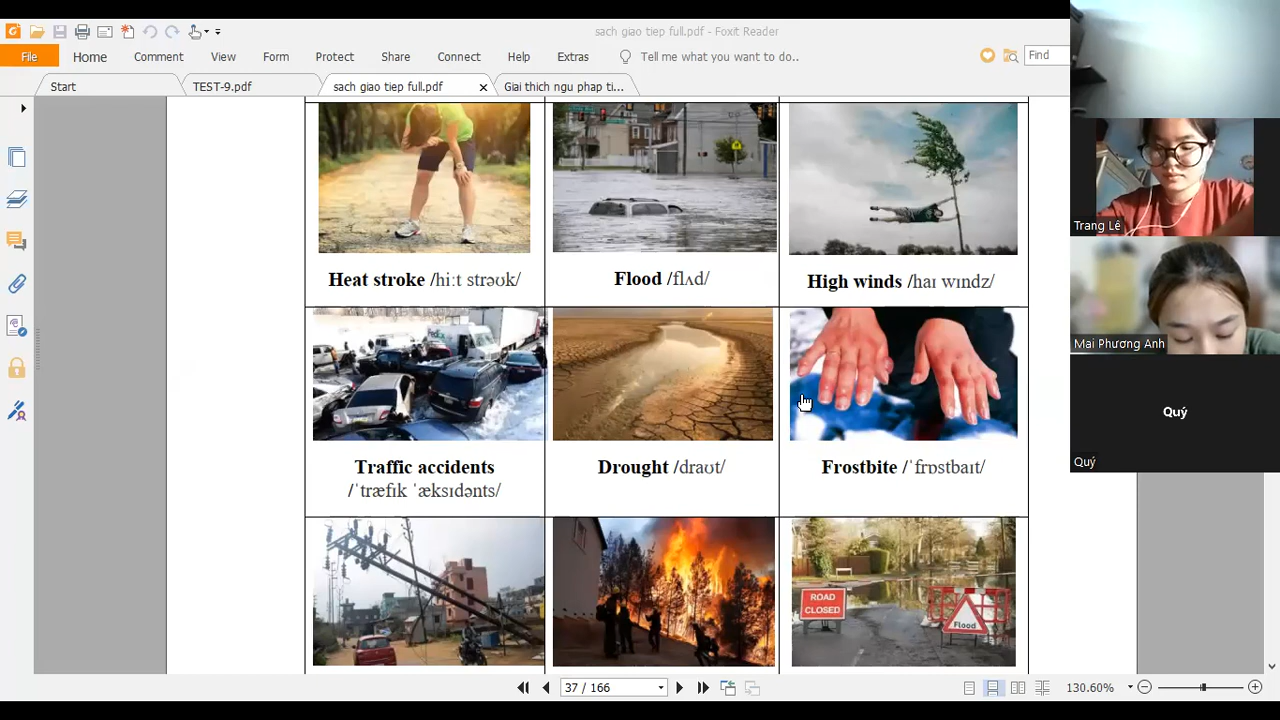 sach giao tiep full.pdf - Foxit Reader
File Home Comment View Form Protect Share Connect Help Extras Tell me what you want to do.. Find
Start TEST-9.pdf sach giao tiep full.pdf Giai thich ngu phap ti...
Heat stroke /hiːt strəʊk/
Flood /flʌd/
High winds /haɪ wɪndz/
Traffic accidents
/ˈtræfɪk ˈæksɪdənts/
Drought /draʊt/
Frostbite /ˈfrɒstbaɪt/
ROAD
CLOSED
Flood
37 / 166
130.60%
Trang Lê
Mai Phương Anh
Quý
Quý